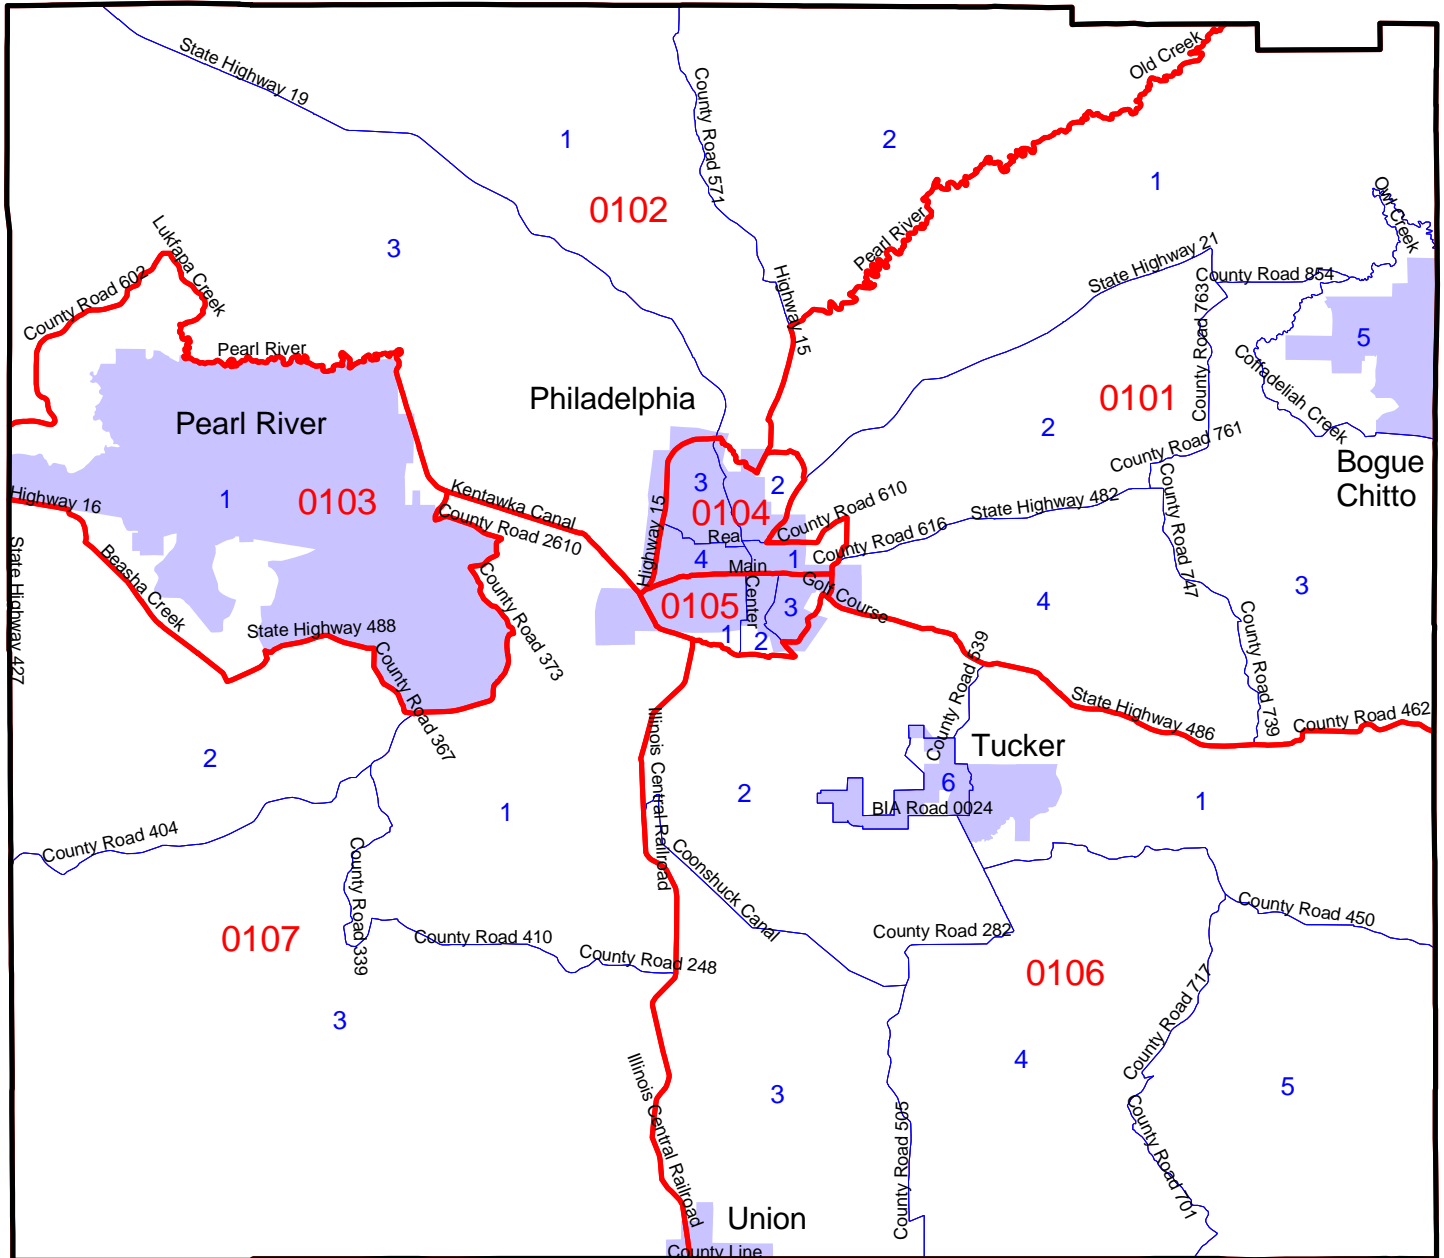 State Highway 19
Old Creek
County Road 571
1
2
1
0102
Owl Creek
Lukfapa Creek
3
Pearl River
State Highway 21
County Road 602
Highway 15
County Road 854
County Road 763
Pearl River
5
Coffadeliah Creek
Philadelphia
0101
Pearl River
2
County Road 761
Bogue
Chitto
3
2
Highway 16
1
0103
Kentawka Canal
County Road 610
State Highway 482
County Road 747
0104
County Road 2610
Highway 15
Rea
County Road 616
4
1
Main
State Highway 427
Beasha Creek
County Road 373
Center
Golf Course
3
0105
3
4
State Highway 488
1
2
County Road 739
County Road 367
County Road 539
State Highway 486
County Road 462
Illinois Central Railroad
Tucker
2
2
6
1
BIA Road 0024
1
County Road 404
County Road 339
Coonshuck Canal
County Road 450
County Road 282
0107
County Road 410
County Road 248
0106
County Road 717
3
4
Illinois Central Railroad
3
5
County Road 505
County Road 701
Union
County Line